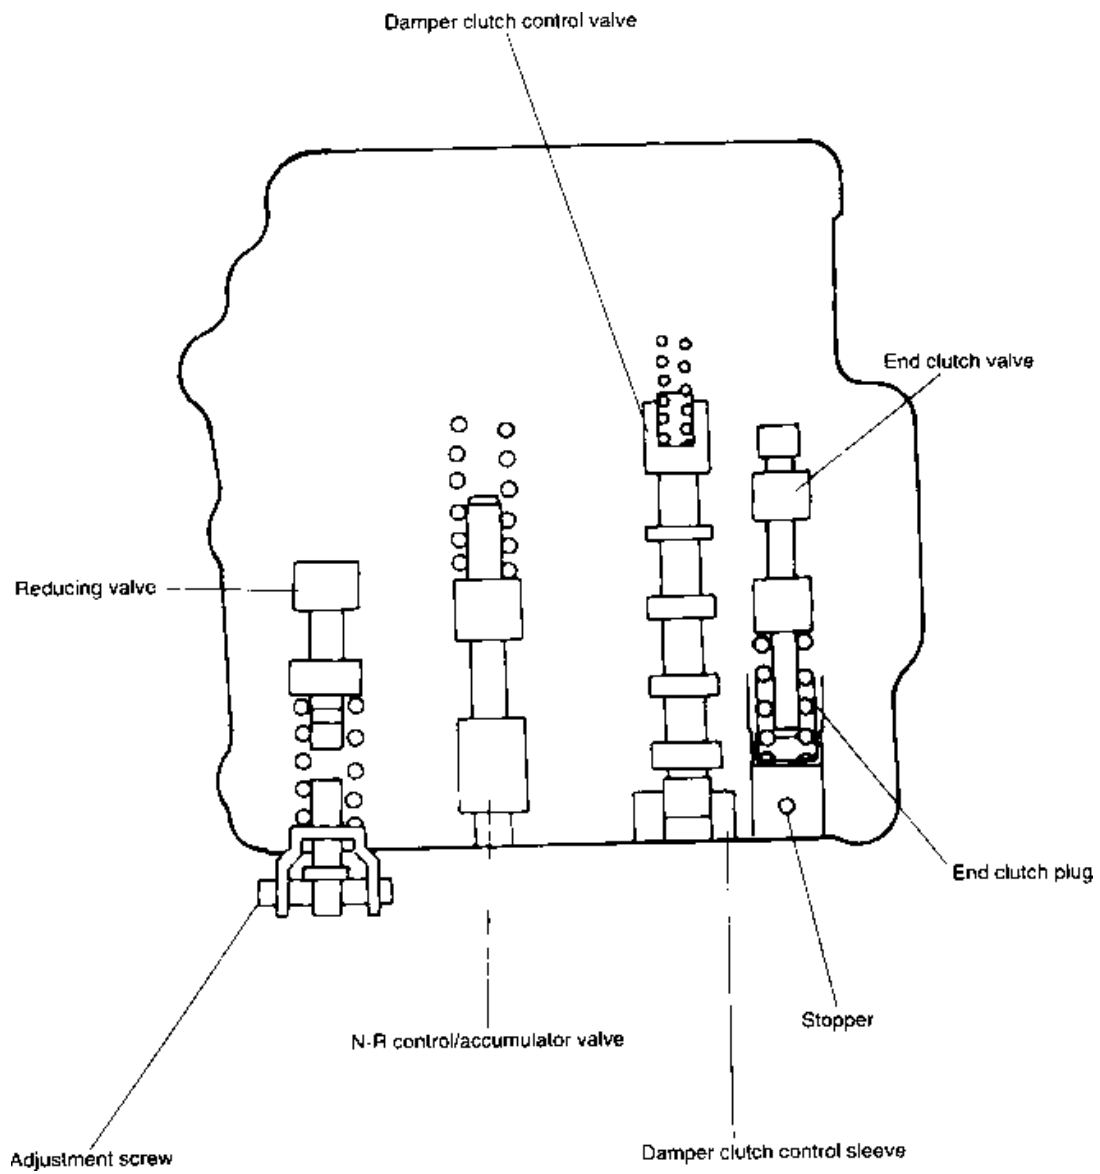 Damper clutch control valve
End clutch valve
Reducing valve
End clutch plug
Stopper
N-R control/accumulator valve
Damper clutch control sleeve
Adjustment screw